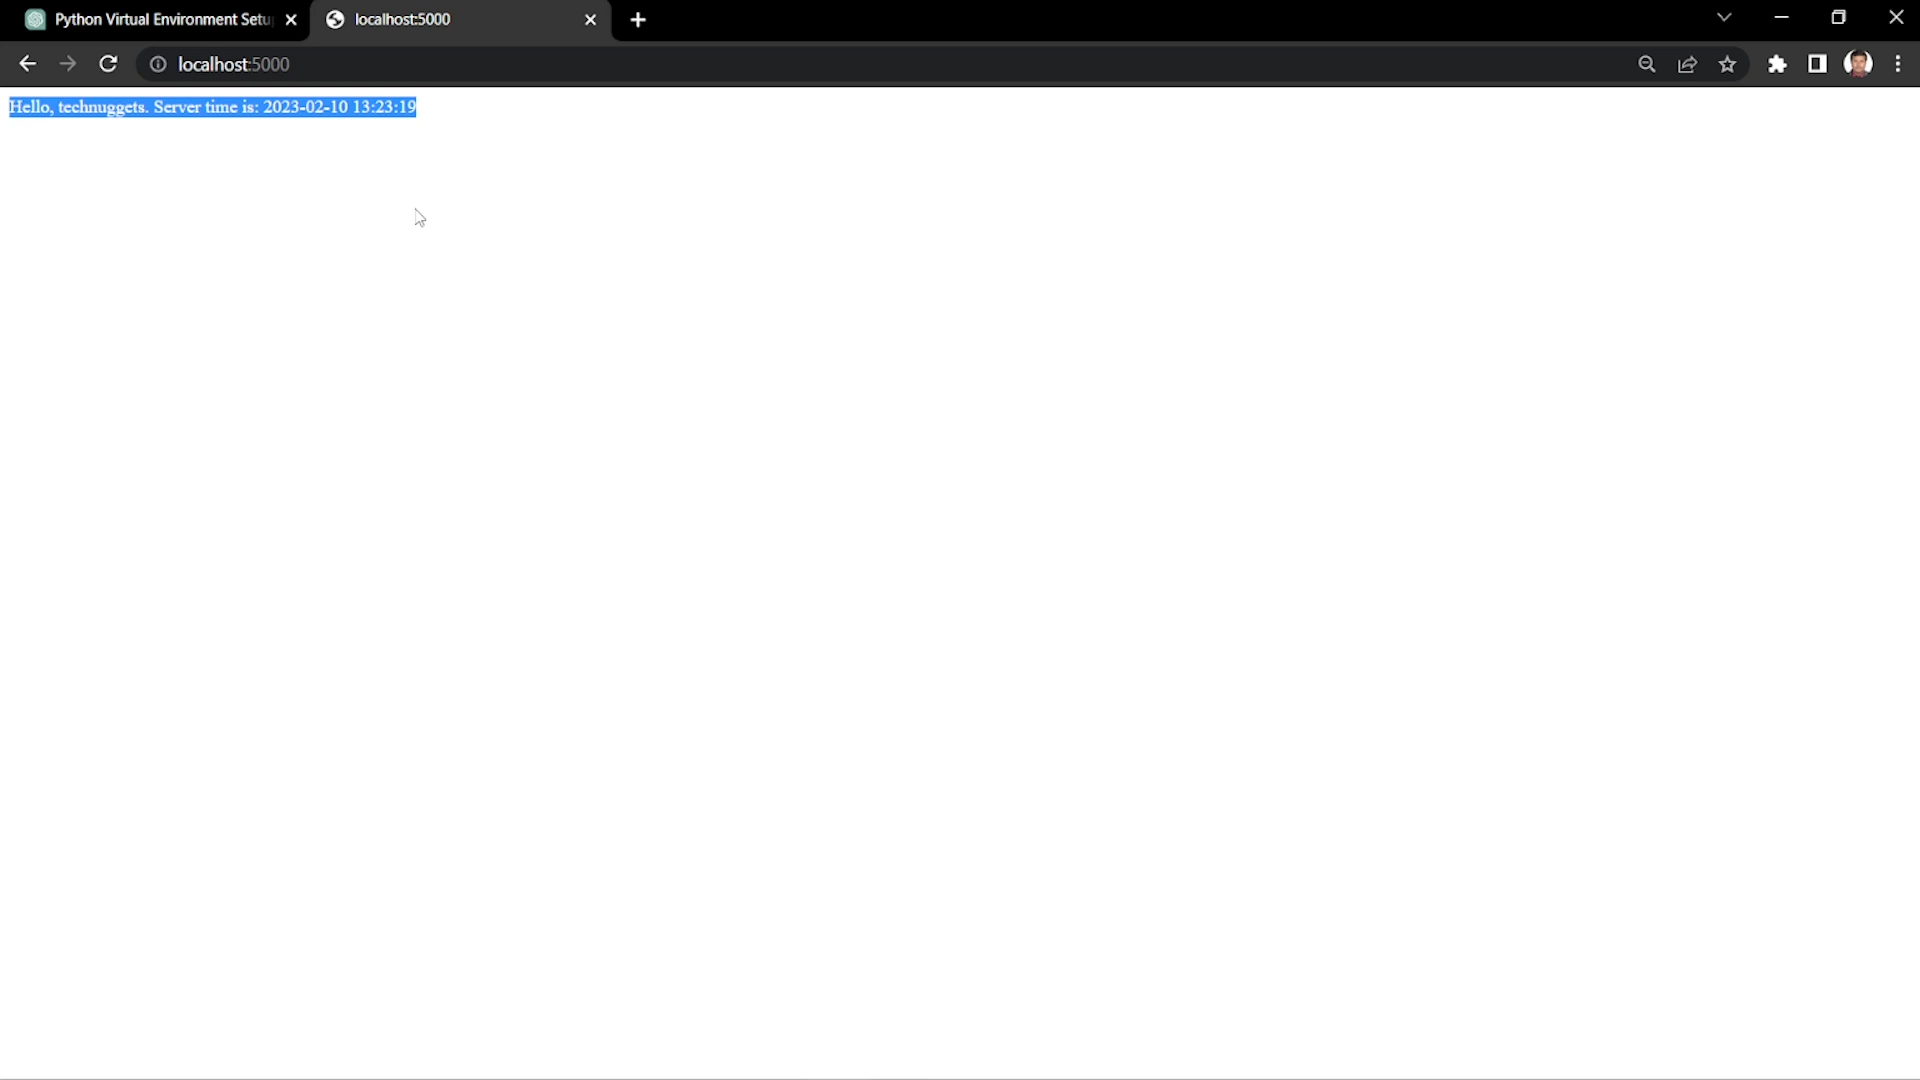 Python Virtual Environment Setu
localhost:5000
localhost:5000
Hello, technuggets. Server time is: 2023-02-10 13:23:19